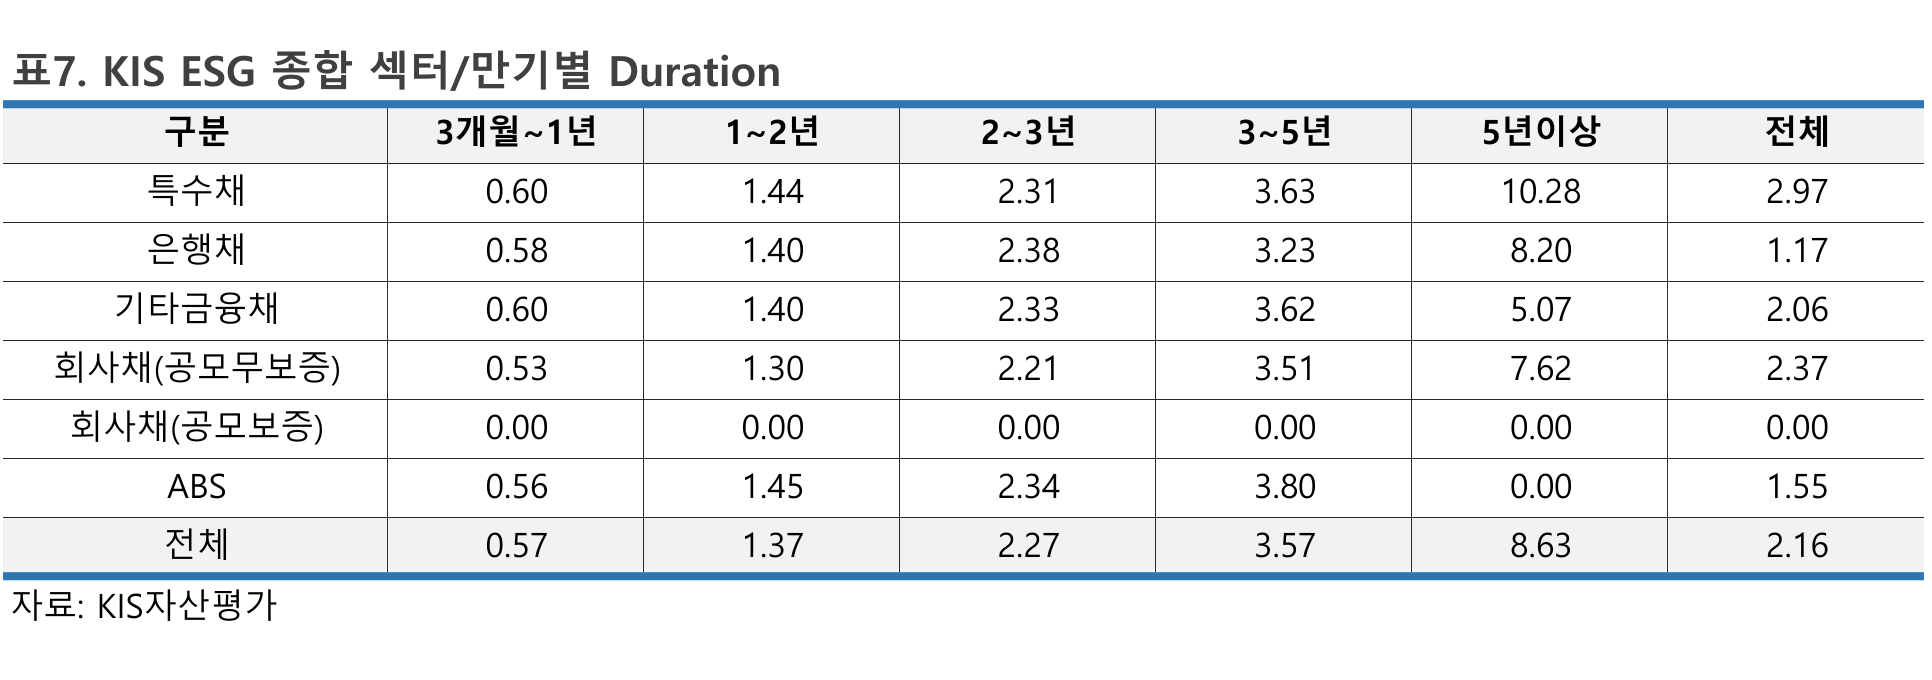 표7. KIS ESG 종합 섹터/만기별 Duration
구분 3개월~1년 1~2년 2~3년 3~5년 5년이상 전체
특수채 0.60 1.44 2.31 3.63 10.28 2.97
은행채 0.58 1.40 2.38 3.23 8.20 1.17
기타금융채 0.60 1.40 2.33 3.62 5.07 2.06
회사채(공모무보증) 0.53 1.30 2.21 3.51 7.62 2.37
회사채(공모보증) 0.00 0.00 0.00 0.00 0.00 0.00
ABS 0.56 1.45 2.34 3.80 0.00 1.55
전체 0.57 1.37 2.27 3.57 8.63 2.16
자료: KIS자산평가